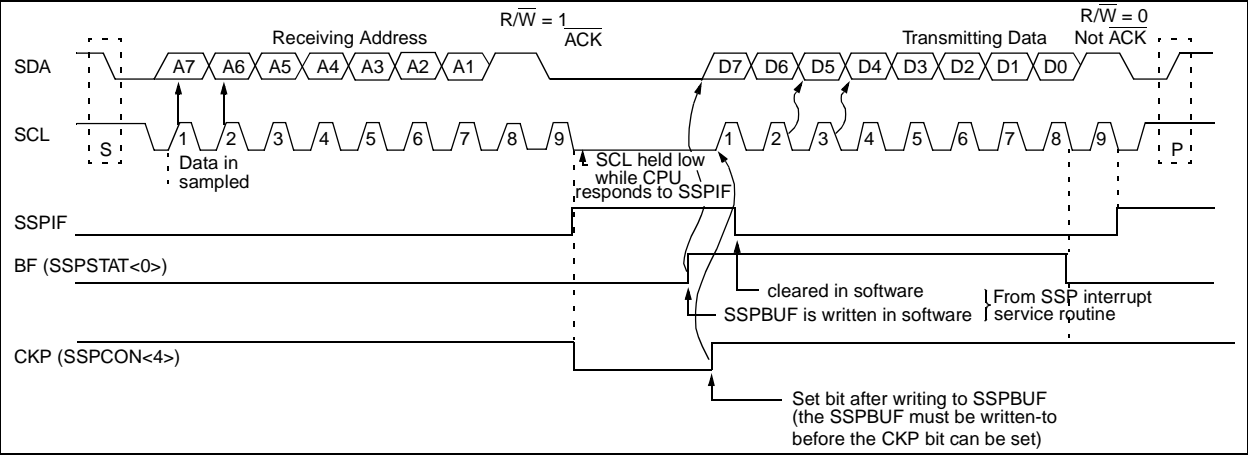 R/W = 1
R/W = 0
Receiving Address
ACK
Transmitting Data
Not ACK
SDA
A7 A6 A5 A4 A3 A2 A1
D7 D6 D5 D4 D3 D2 D1 D0
SCL
S
1 2 3 4 5 6 7 8 9
1 2 3 4 5 6 7 8 9
P
Data in
sampled
SCL held low
while CPU
responds to SSPIF
SSPIF
BF (SSPSTAT<0>)
cleared in software
SSPBUF is written in software
From SSP interrupt
service routine
CKP (SSPCON<4>)
Set bit after writing to SSPBUF
(the SSPBUF must be written-to
before the CKP bit can be set)